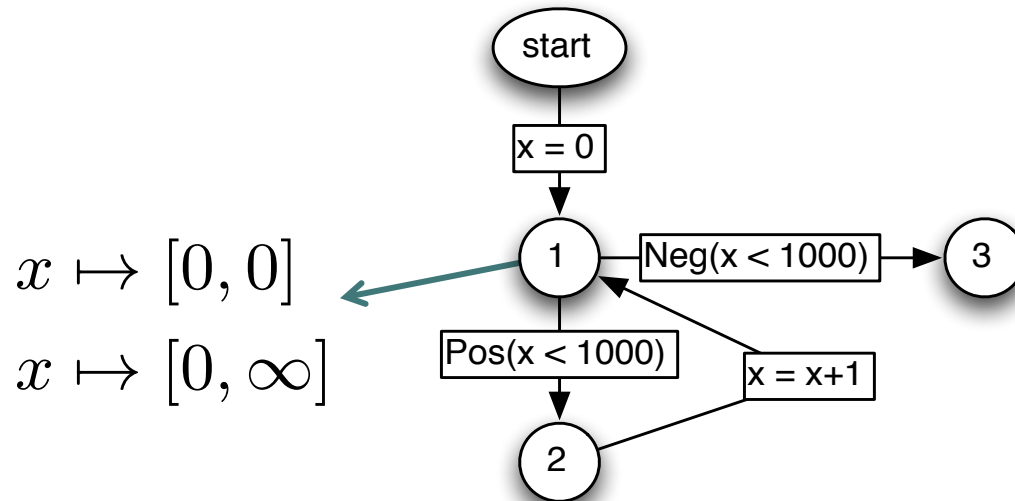 start
x = 0
x ↦ [0, 0]
x ↦ [0, ∞]
1
Neg(x < 1000)
3
Pos(x < 1000)
x = x+1
2